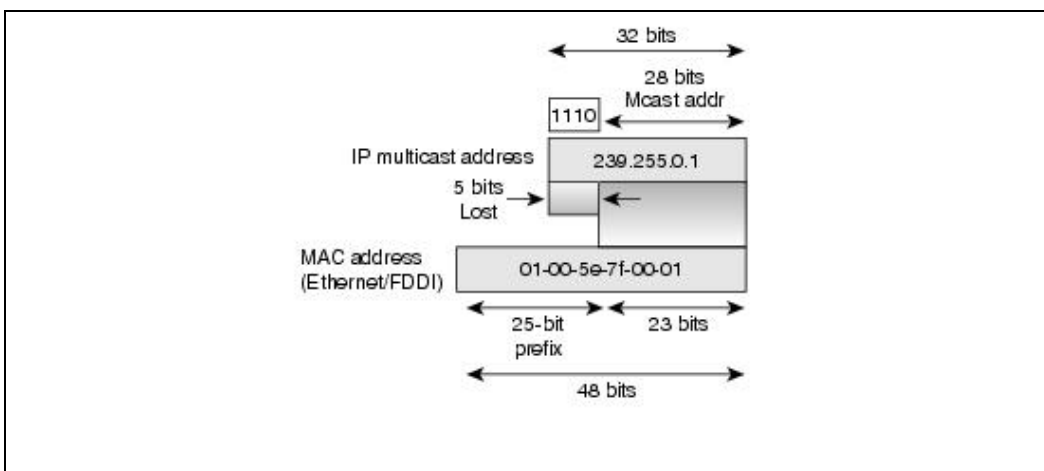 32 bits
28 bits
Mcast addr
1110
IP multicast address
239.255.0.1
5 bits
Lost
MAC address
(Ethernet/FDDI)
01-00-5e-7f-00-01
25-bit
prefix
23 bits
48 bits